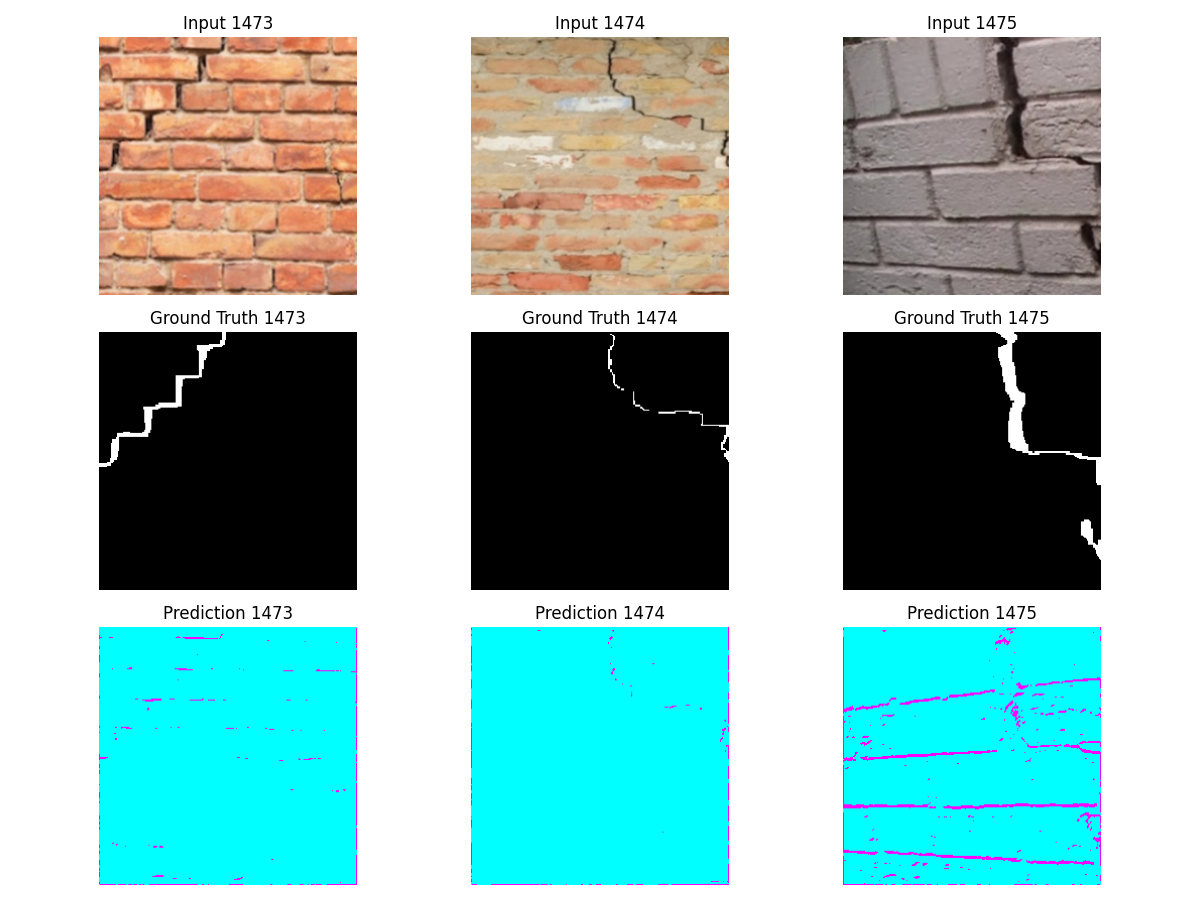 Input 1473
Input 1474
Input 1475
Ground Truth 1473
Ground Truth 1474
Ground Truth 1475
Prediction 1473
Prediction 1474
Prediction 1475